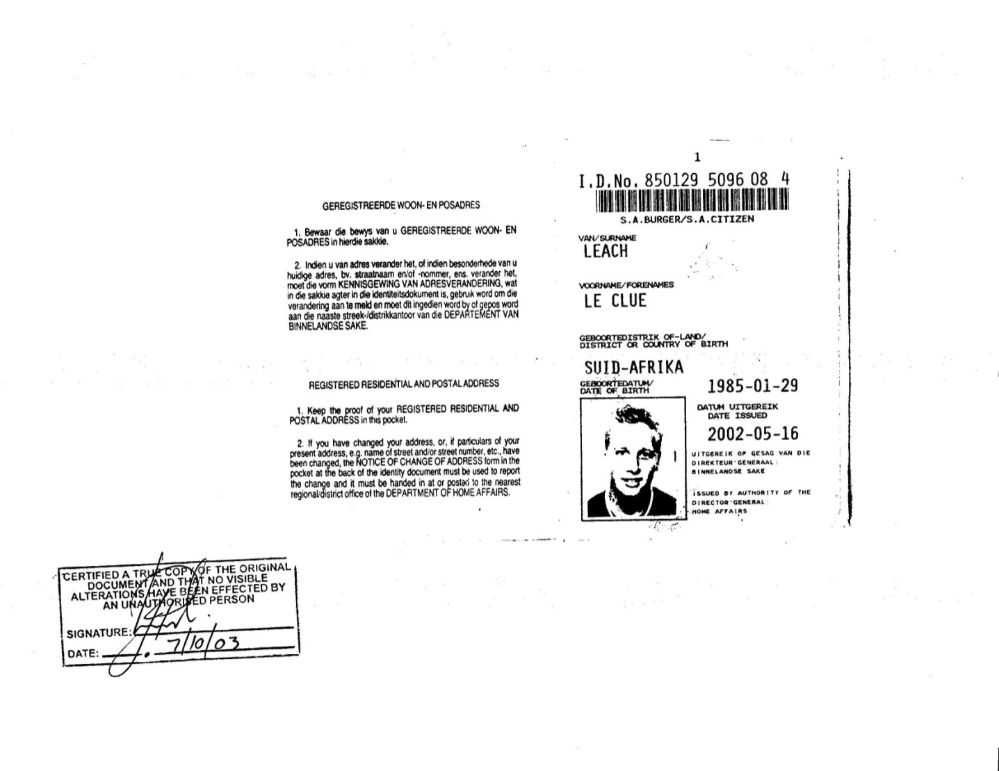 GEREGISTREERDE WOON- EN POSADRES
1. Bewaar die bewys van u GEREGISTREERDE WOON- EN
POSADRES in hierdie sakkie.
2. Indien u van adres verander het, of indien besonderhede van u
huidige adres, bv. straatnaam en/of -nommer, ens. verander het,
moet die vorm KENNISGEWING VAN ADRESVERANDERING, wat
in die sakkie agter in die identiteitsdokument is, gebruik word om die
verandering aan te meld en moet dit ingedien word by of gepos word
aan die naaste streek-/distrikkantoor van die DEPARTEMENT VAN
BINNELANDSE SAKE.
REGISTERED RESIDENTIAL AND POSTAL ADDRESS
1. Keep the proof of your REGISTERED RESIDENTIAL AND
POSTAL ADDRESS in this pocket.
2. If you have changed your address, or, if particulars of your
present address, e.g. name of street and/or street number, etc., have
been changed, the NOTICE OF CHANGE OF ADDRESS form in the
pocket at the back of the identity document must be used to report
the change and it must be handed in at or posted to the nearest
regional/district office of the DEPARTMENT OF HOME AFFAIRS.
1
I.D.No. 850129 5096 08 4
S.A.BURGER/S.A.CITIZEN
VAN/SURNAME
LEACH
VOORNAME/FORENAMES
LE CLUE
GEBOORTEDISTRIK OF-LAND/
DISTRICT OR COUNTRY OF BIRTH
SUID-AFRIKA
GEBOORTEDATUM/
DATE OF BIRTH
1985-01-29
DATUM UITGEREIK
DATE ISSUED
2002-05-16
UITGEREIK OP GESAG VAN DIE
DIREKTEUR-GENERAAL:
BINNELANDSE SAKE
ISSUED BY AUTHORITY OF THE
DIRECTOR-GENERAL:
HOME AFFAIRS
CERTIFIED A TRUE COPY OF THE ORIGINAL
DOCUMENT AND THAT NO VISIBLE
ALTERATIONS HAVE BEEN EFFECTED BY
AN UNAUTHORISED PERSON
SIGNATURE:
DATE: 7/10/03